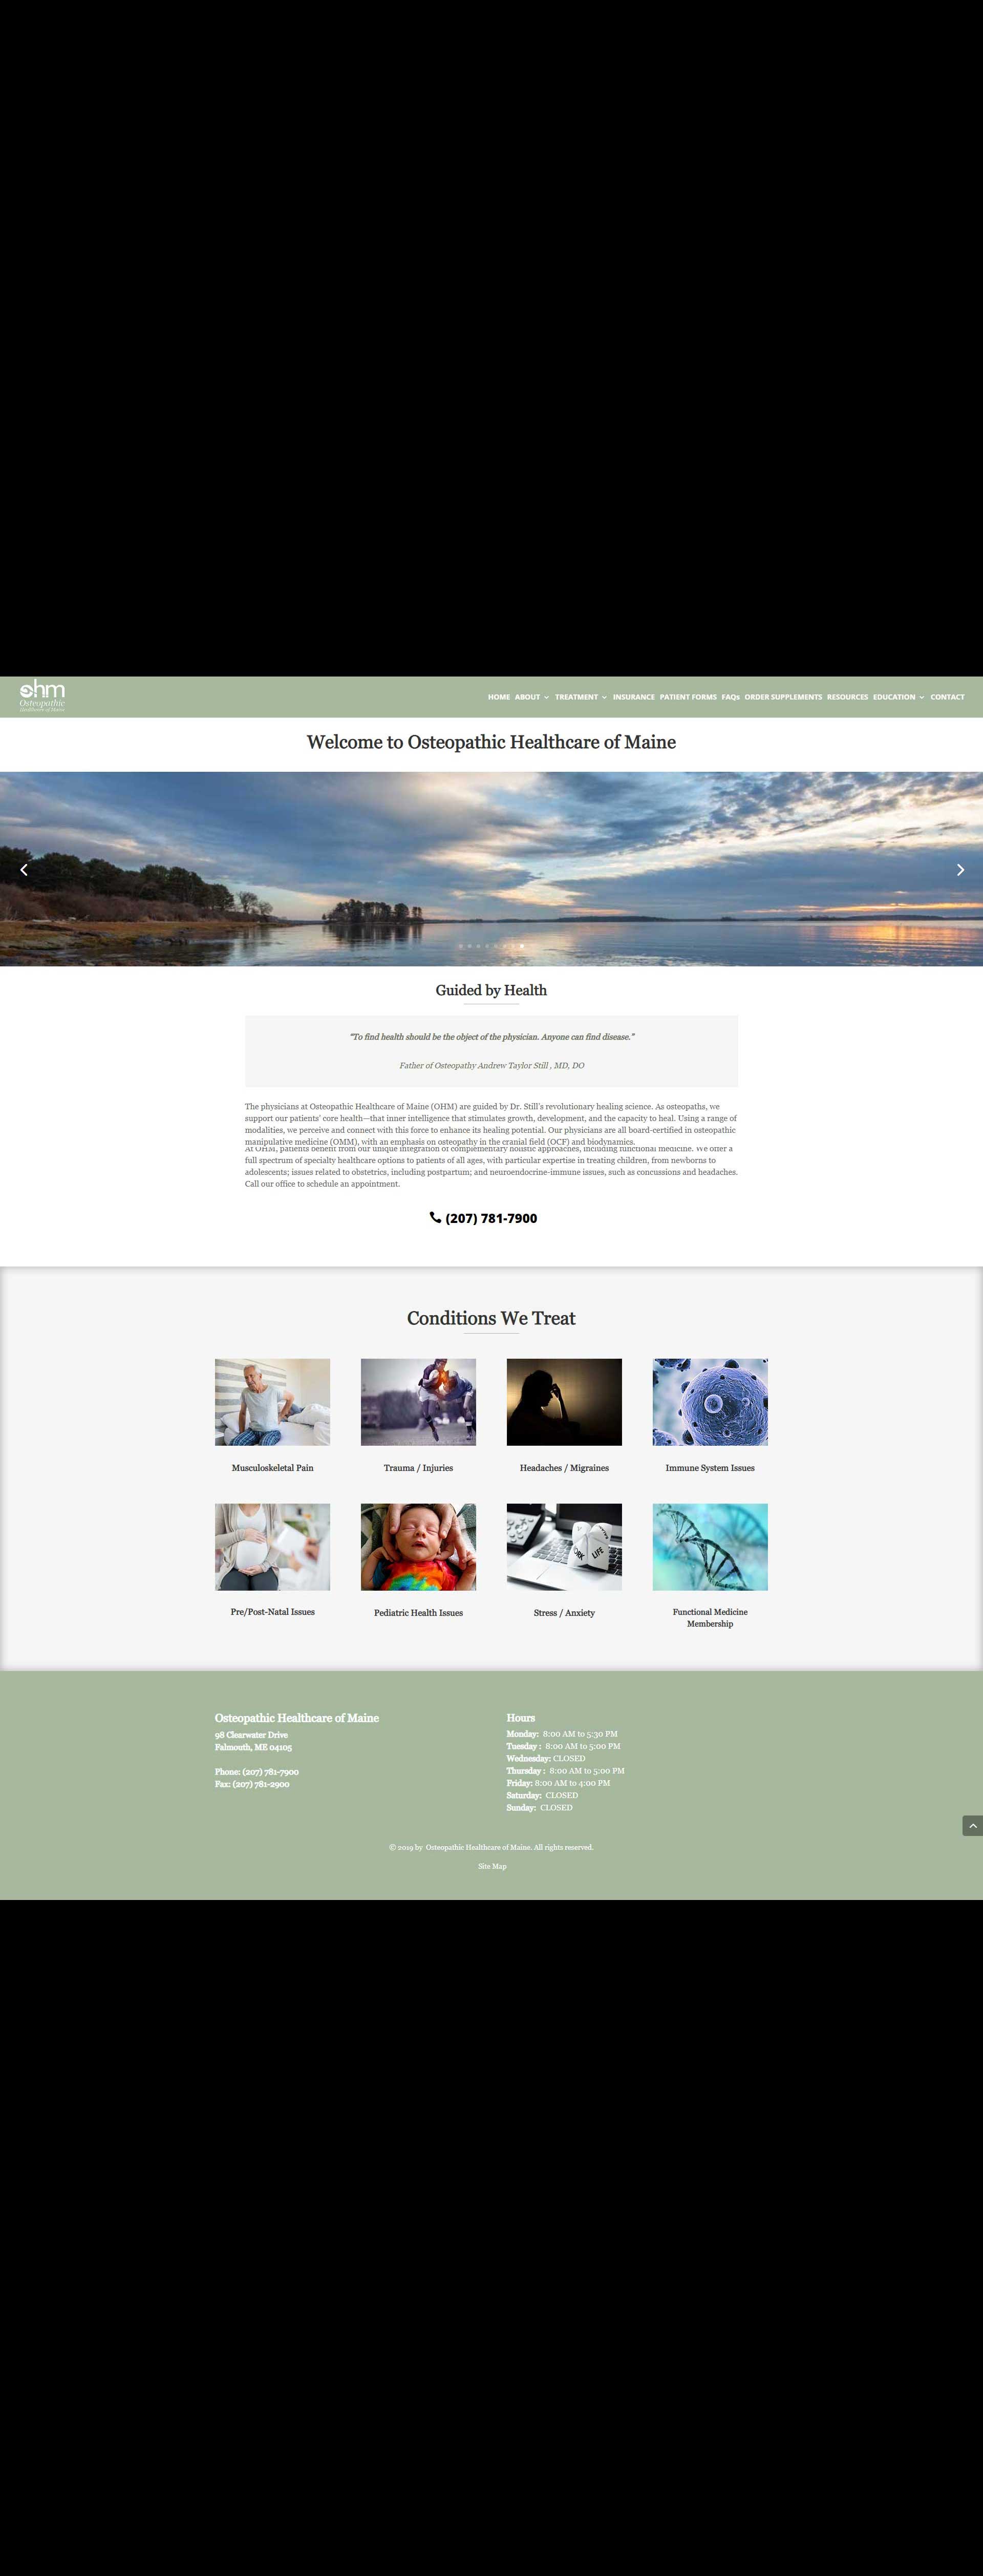 ohm
Osteopathic
Healthcare of Maine
HOME ABOUT TREATMENT INSURANCE PATIENT FORMS FAQs ORDER SUPPLEMENTS RESOURCES EDUCATION CONTACT
Welcome to Osteopathic Healthcare of Maine
Guided by Health
“To find health should be the object of the physician. Anyone can find disease.”
Father of Osteopathy Andrew Taylor Still , MD, DO
The physicians at Osteopathic Healthcare of Maine (OHM) are guided by Dr. Still’s revolutionary healing science. As osteopaths, we
support our patients’ core health—that inner intelligence that stimulates growth, development, and the capacity to heal. Using a range of
modalities, we perceive and connect with this force to enhance its healing potential. Our physicians are all board-certified in osteopathic
manipulative medicine (OMM), with an emphasis on osteopathy in the cranial field (OCF) and biodynamics.
At OHM, patients benefit from our unique integration of complementary holistic approaches, including functional medicine. We offer a
full spectrum of specialty healthcare options to patients of all ages, with particular expertise in treating children, from newborns to
adolescents; issues related to obstetrics, including postpartum; and neuroendocrine-immune issues, such as concussions and headaches.
Call our office to schedule an appointment.
(207) 781-7900
Conditions We Treat
Musculoskeletal Pain
Trauma / Injuries
Headaches / Migraines
Immune System Issues
LIFE
Pre/Post-Natal Issues
Pediatric Health Issues
Stress / Anxiety
Functional Medicine
Membership
Osteopathic Healthcare of Maine
98 Clearwater Drive
Falmouth, ME 04105
Phone: (207) 781-7900
Fax: (207) 781-2900
Hours
Monday: 8:00 AM to 5:30 PM
Tuesday : 8:00 AM to 5:00 PM
Wednesday: CLOSED
Thursday : 8:00 AM to 5:00 PM
Friday: 8:00 AM to 4:00 PM
Saturday: CLOSED
Sunday: CLOSED
© 2019 by Osteopathic Healthcare of Maine. All rights reserved.
Site Map